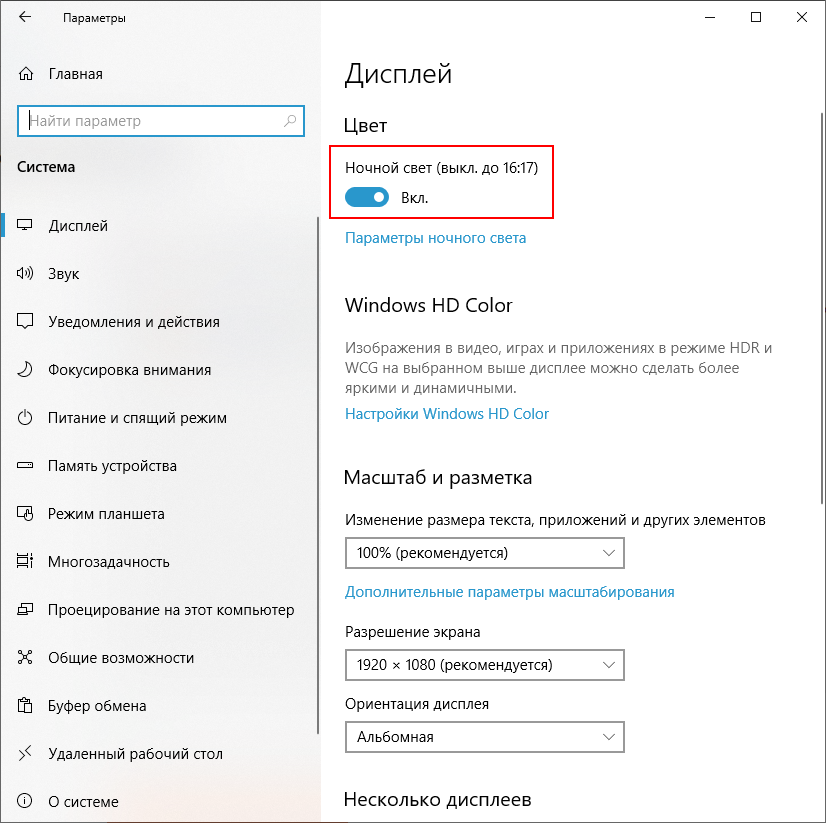 Параметры
Главная
Найти параметр
Система
Дисплей
Звук
Уведомления и действия
Фокусировка внимания
Питание и спящий режим
Память устройства
Режим планшета
Многозадачность
Проецирование на этот компьютер
Общие возможности
Буфер обмена
Удаленный рабочий стол
О системе
Дисплей
Цвет
Ночной свет (выкл. до 16:17)
Вкл.
Параметры ночного света
Windows HD Color
Изображения в видео, играх и приложениях в режиме HDR и
WCG на выбранном выше дисплее можно сделать более
яркими и динамичными.
Настройки Windows HD Color
Масштаб и разметка
Изменение размера текста, приложений и других элементов
100% (рекомендуется)
Дополнительные параметры масштабирования
Разрешение экрана
1920 × 1080 (рекомендуется)
Ориентация дисплея
Альбомная
Несколько дисплеев